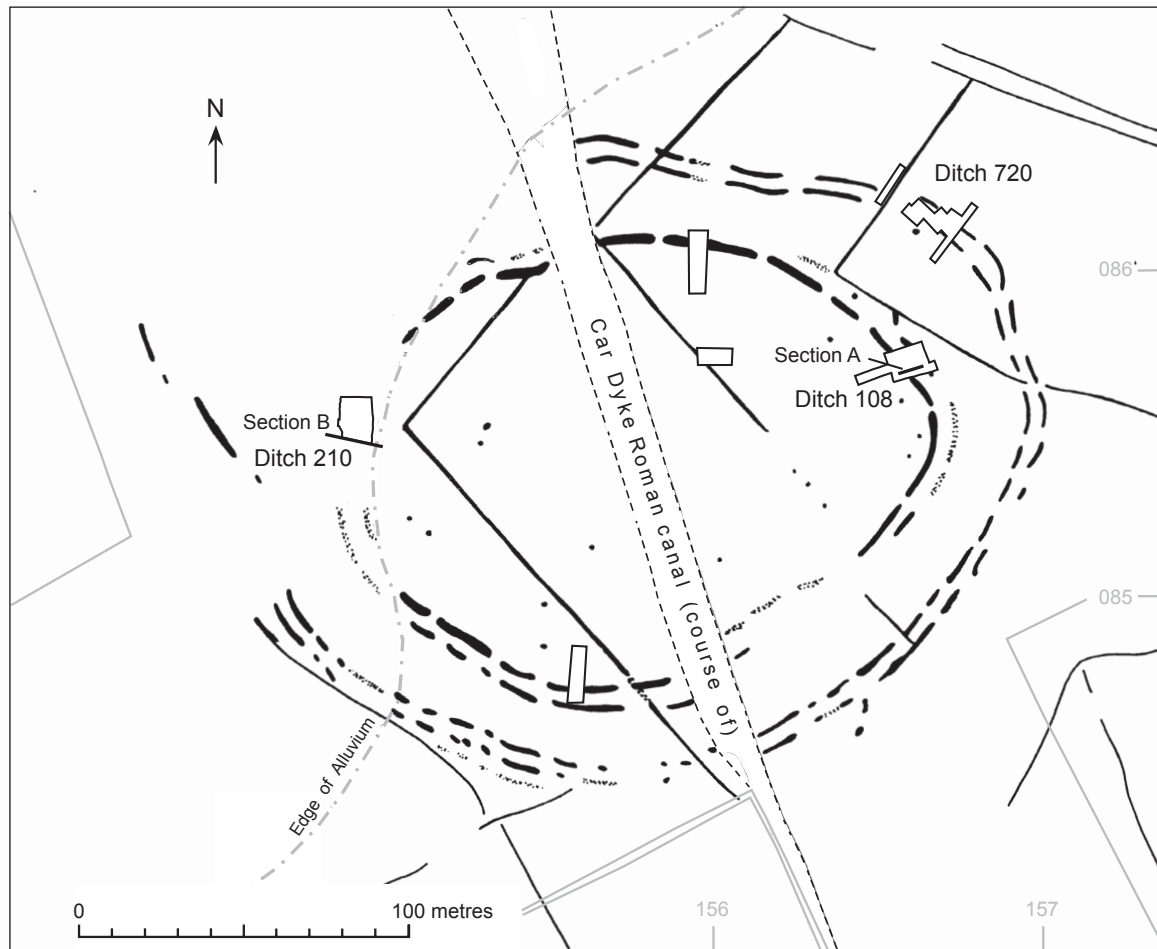 N
Ditch 720
086
Section A
Ditch 108
Car Dyke Roman canal (course of)
Section B
Ditch 210
085
Edge of Alluvium
0
100 metres
156
157